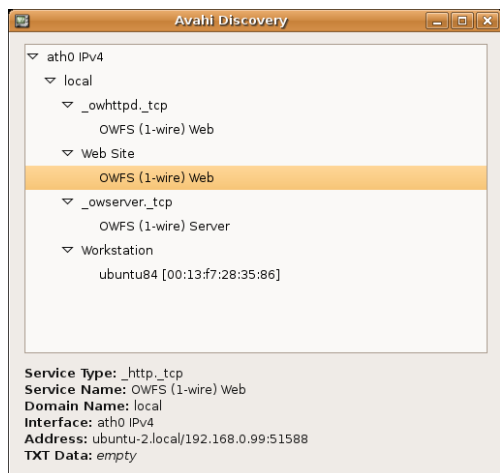 Avahi Discovery
ath0 IPv4
local
_owhttpd._tcp
OWFS (1-wire) Web
Web Site
OWFS (1-wire) Web
_owserver._tcp
OWFS (1-wire) Server
Workstation
ubuntu84 [00:13:f7:28:35:86]
Service Type: _http._tcp
Service Name: OWFS (1-wire) Web
Domain Name: local
Interface: ath0 IPv4
Address: ubuntu-2.local/192.168.0.99:51588
TXT Data: empty